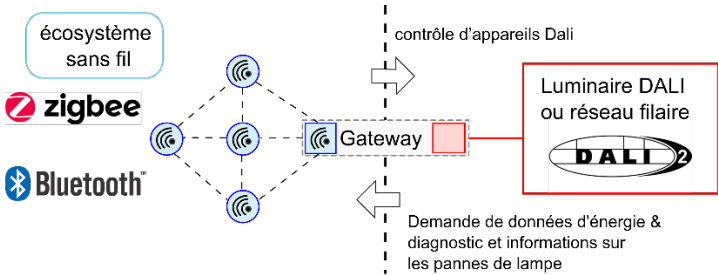 écosystème
sans fil
zigbee
Bluetooth™
Gateway
contrôle d'appareils Dali
Luminaire DALI
ou réseau filaire
DALI 2
Demande de données d'énergie &
diagnostic et informations sur
les pannes de lampe